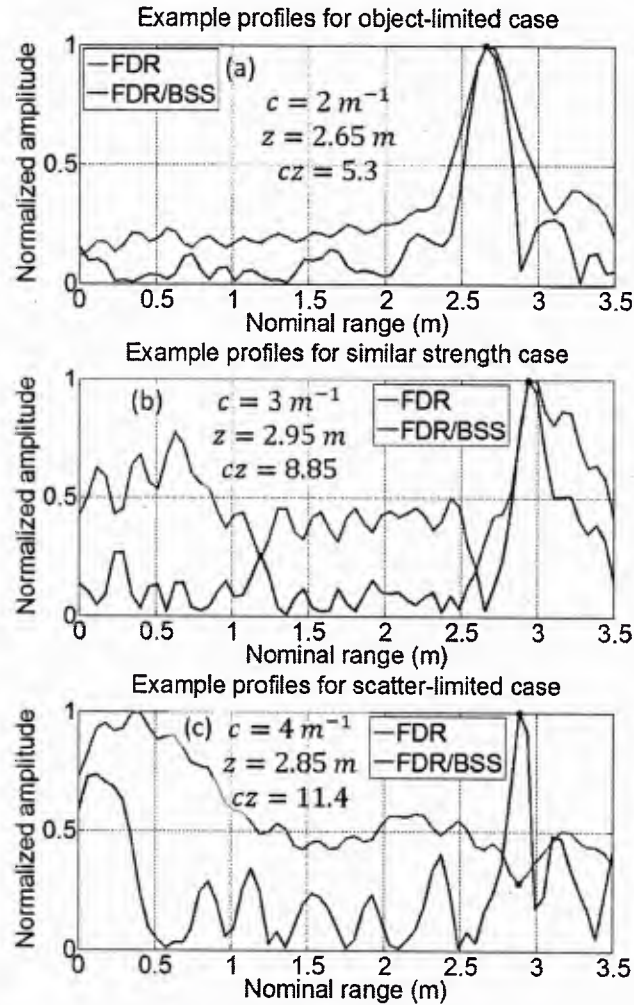 Example profiles for object-limited case
Normalized amplitude
1
0.5
0
FDR
FDR/BSS
(a)
c = 2 m⁻¹
z = 2.65 m
cz = 5.3
0 0.5 1 1.5 2 2.5 3 3.5
Nominal range (m)
Example profiles for similar strength case
Normalized amplitude
1
0.5
0
(b)
c = 3 m⁻¹
z = 2.95 m
cz = 8.85
FDR
FDR/BSS
0 0.5 1 1.5 2 2.5 3 3.5
Nominal range (m)
Example profiles for scatter-limited case
Normalized amplitude
1
0.5
0
(c)
c = 4 m⁻¹
z = 2.85 m
cz = 11.4
FDR
FDR/BSS
0 0.5 1 1.5 2 2.5 3 3.5
Nominal range (m)